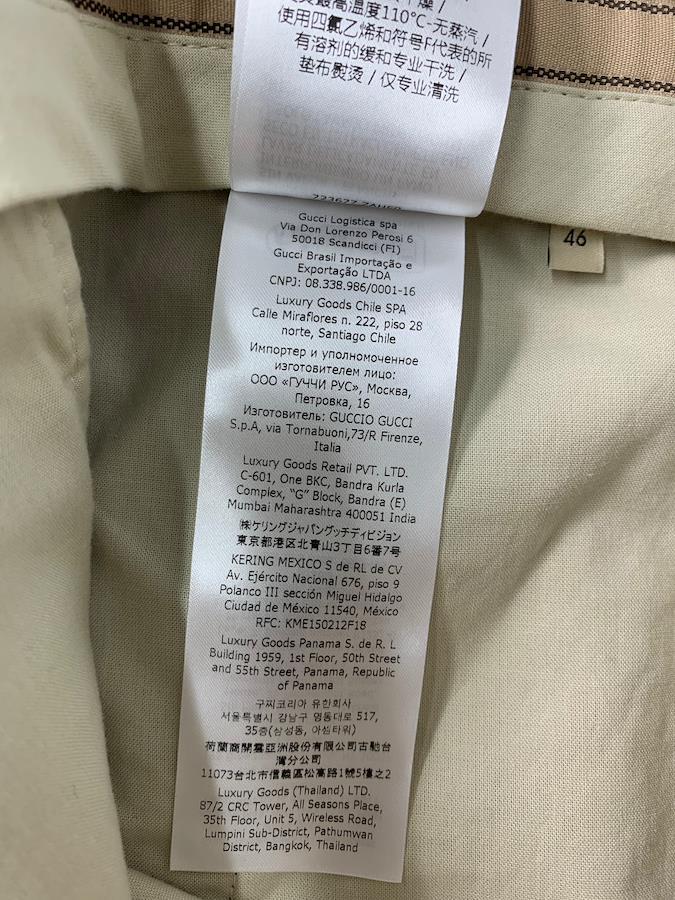 使用四氯乙烯和符号F代表的所
有溶剂的缓和专业干洗 /
垫布熨烫 / 仅专业清洗
46
Gucci Logistica spa
Via Don Lorenzo Perosi 6
50018 Scandicci (FI)
Gucci Brasil Importação e
Exportação LTDA
CNPJ: 08.338.986/0001-16
Luxury Goods Chile SPA
Calle Miraflores n. 222, piso 28
norte, Santiago Chile
Импортер и уполномоченное
изготовителем лицо:
ООО «ГУЧЧИ РУС», Москва,
Петровка, 16
Изготовитель: GUCCIO GUCCI
S.p.A, via Tornabuoni,73/R Firenze,
Italia
Luxury Goods Retail PVT. LTD.
C-601, One BKC, Bandra Kurla
Complex, "G" Block, Bandra (E)
Mumbai Maharashtra 400051 India
㈱ケリングジャパングッチディビジョン
東京都港区北青山3丁目6番7号
KERING MEXICO S de RL de CV
Av. Ejército Nacional 676, piso 9
Polanco III sección Miguel Hidalgo
Ciudad de México 11540, México
RFC: KME150212F18
Luxury Goods Panama S. de R. L
Building 1959, 1st Floor, 50th Street
and 55th Street, Panama, Republic
of Panama
구찌코리아 유한회사
서울특별시 강남구 영동대로 517,
35층(삼성동, 아셈타워)
荷蘭商開雲亞洲股份有限公司古馳台
灣分公司
11073台北市信義區松高路1號5樓之2
Luxury Goods (Thailand) LTD.
87/2 CRC Tower, All Seasons Place,
35th Floor, Unit 5, Wireless Road,
Lumpini Sub-District, Pathumwan
District, Bangkok, Thailand